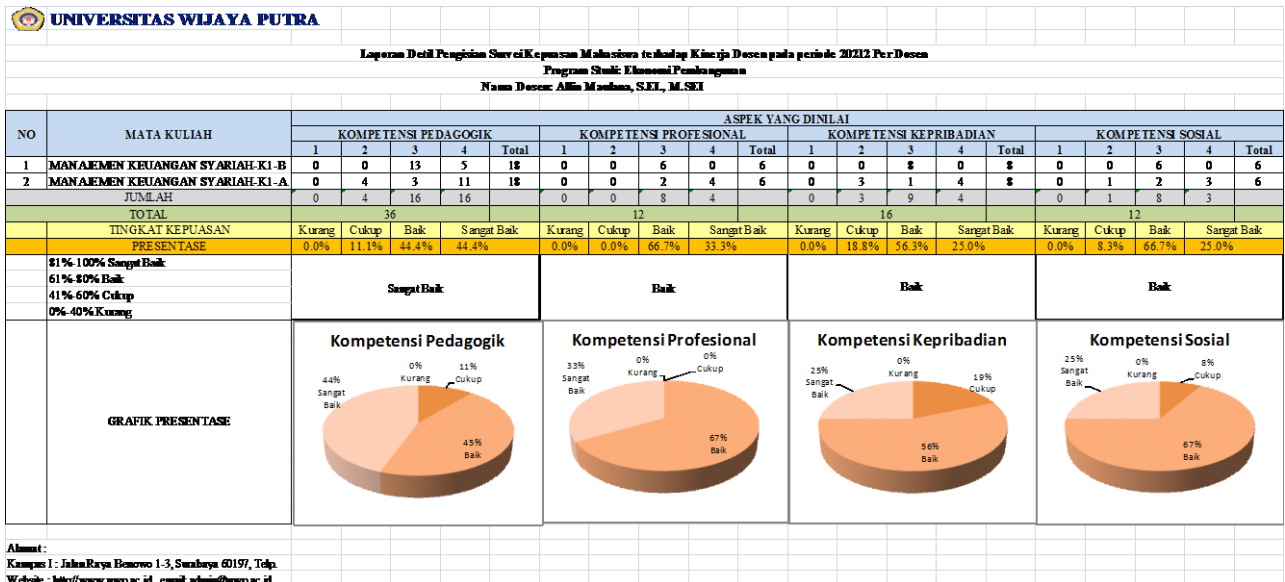 UNIVERSITAS WIJAYA PUTRA
Laporan Detil Pengisian Survei Kepuasan Mahasiswa terhadap Kinerja Dosen pada periode 20212 Per Dosen
Program Studi: Ekonomi Pembangunan
Nama Dosen: Alfin Maulana, S.EI., M.SEI
NO MATA KULIAH ASPEK YANG DINILAI
KOMPETENSI PEDAGOGIK KOMPETENSI PROFESIONAL KOMPETENSI KEPRIBADIAN KOMPETENSI SOSIAL
1 2 3 4 Total 1 2 3 4 Total 1 2 3 4 Total 1 2 3 4 Total
1 MANAJEMEN KEUANGAN SYARIAH-K1-B 0 0 13 5 18 0 0 6 0 6 0 0 8 0 8 0 0 6 0 6
2 MANAJEMEN KEUANGAN SYARIAH-K1-A 0 4 3 11 18 0 0 2 4 6 0 3 1 4 8 0 1 2 3 6
JUMLAH 0 4 16 16 0 0 8 4 0 3 9 4 0 1 8 3
TOTAL 36 12 16 12
TINGKAT KEPUASAN Kurang Cukup Baik Sangat Baik Kurang Cukup Baik Sangat Baik Kurang Cukup Baik Sangat Baik Kurang Cukup Baik Sangat Baik
PRESENTASE 0.0% 11.1% 44.4% 44.4% 0.0% 0.0% 66.7% 33.3% 0.0% 18.8% 56.3% 25.0% 0.0% 8.3% 66.7% 25.0%
81%-100% Sangat Baik
61%-80% Baik
41%-60% Cukup
0%-40% Kurang
Sangat Baik Baik Baik Baik
GRAFIK PRESENTASE
Kompetensi Pedagogik
0% Kurang
11% Cukup
45% Baik
44% Sangat Baik
Kompetensi Profesional
0% Kurang
0% Cukup
67% Baik
33% Sangat Baik
Kompetensi Kepribadian
0% Kurang
19% Cukup
56% Baik
25% Sangat Baik
Kompetensi Sosial
0% Kurang
8% Cukup
67% Baik
25% Sangat Baik
Alamat :
Kampus I : Jalan Raya Benowo 1-3, Surabaya 60197, Telp.
Website : http://www.uwp.ac.id, email: admin@uwp.ac.id